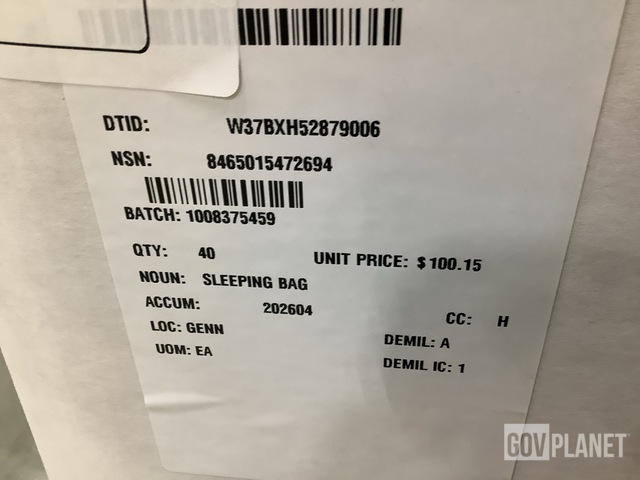 DTID: W37BXH52879006
NSN: 8465015472694
BATCH: 1008375459
QTY: 40 UNIT PRICE: $100.15
NOUN: SLEEPING BAG
ACCUM: 202604 CC: H
LOC: GENN DEMIL: A
UOM: EA DEMIL IC: 1
GOVPLANET